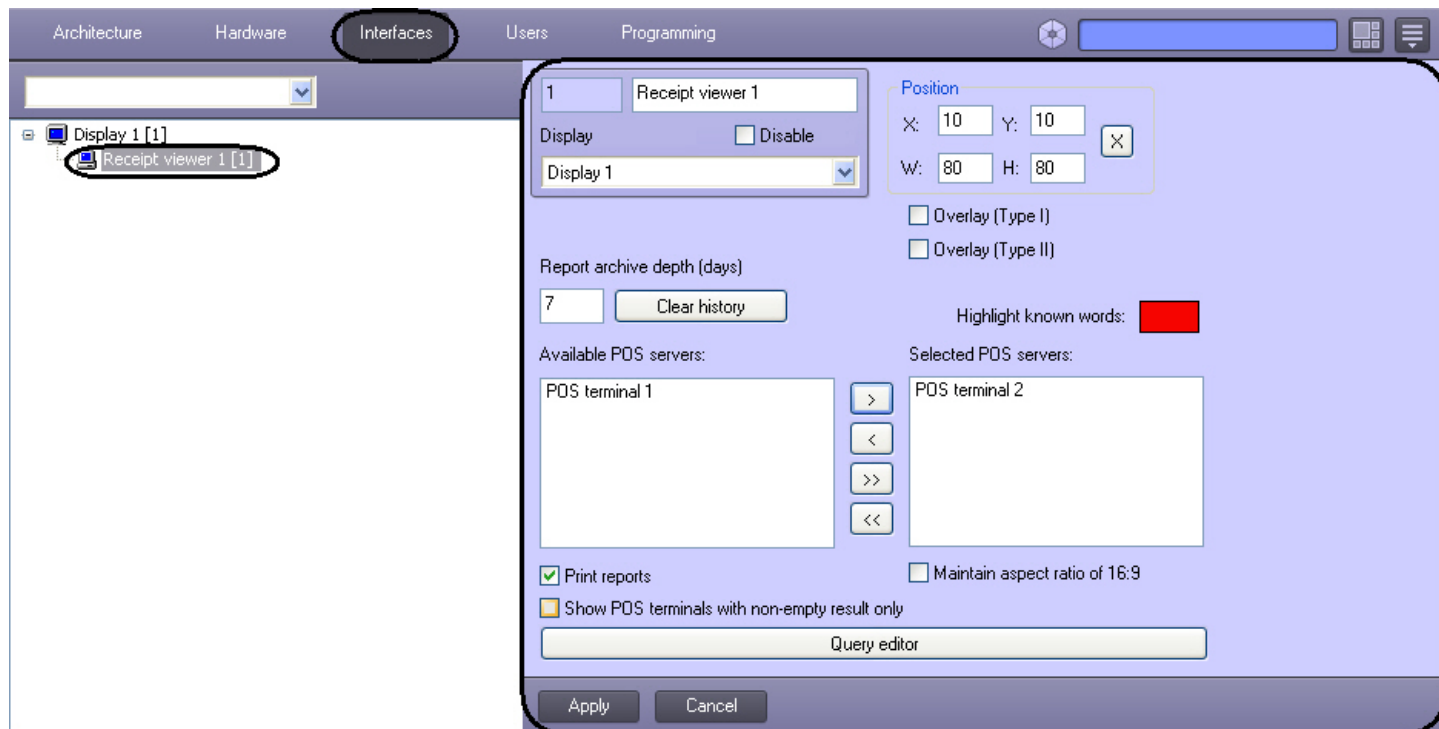 Architecture Hardware Interfaces Users Programming
Display 1 [1]
Receipt viewer 1 [1]
1 Receipt viewer 1
Display Disable
Display 1
Position
X: 10 Y: 10 X
W: 80 H: 80
Overlay (Type I)
Overlay (Type II)
Report archive depth (days)
7 Clear history
Highlight known words:
Available POS servers: Selected POS servers:
POS terminal 1 POS terminal 2
>
<
>>
<<
Print reports Maintain aspect ratio of 16:9
Show POS terminals with non-empty result only
Query editor
Apply Cancel